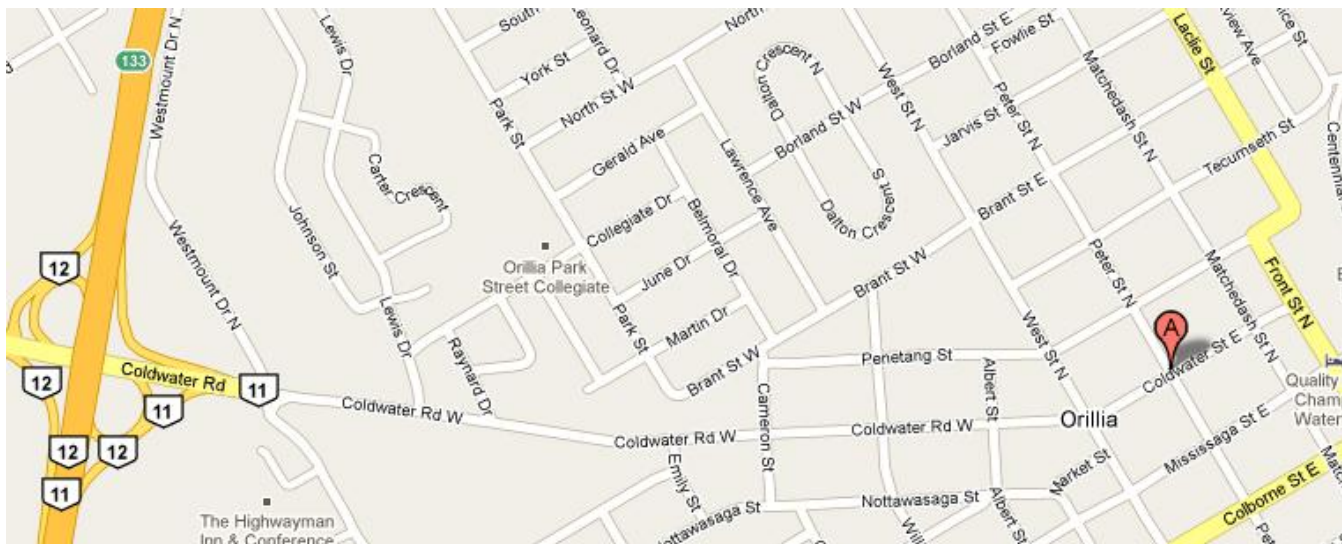 133
Westmount Dr N
Lewis Dr
South
York St
Leonard Dr
North
North St W
Park St
Gerald Ave
Lawrence Ave
Dalton
Crescent N
Borland St W
Borland St E
Fowlie St
West St N
Peter St N
Jarvis St
Matchedash St N
Laclie St
Tecumseth St
Carter Crescent
Collegiate Dr
Belmoral Dr
Dalton Crescent S
Brant St E
Westmount Dr N
Johnson St
Orillia Park
Street Collegiate
June Dr
Brant St W
Peter St N
Matchedash St N
Front St N
12
Lewis Dr
Raynard Dr
Park St
Martin Dr
Brant St W
Penetang St
West St N
A
Coldwater St E
12
Coldwater Rd
11
11
Coldwater Rd W
Coldwater Rd W
Cameron St
Coldwater Rd W
Albert St
Orillia
Quality
Cham
Water
12
12
11
Emily St
Market St
Mississaga St E
Nottawasaga St
Albert St
Colborne St E
The Highwayman
Inn & Conference